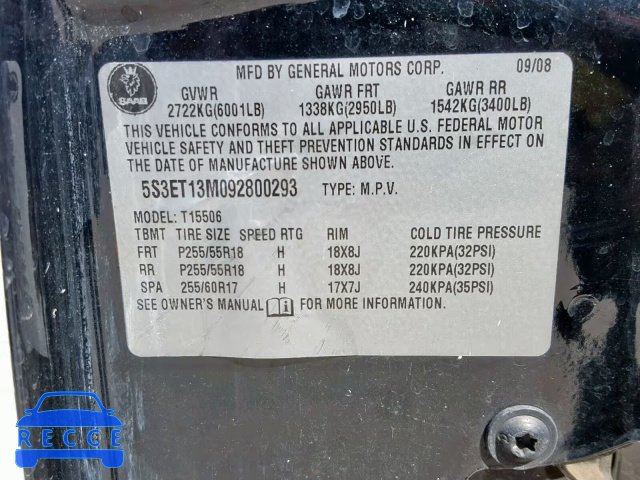 MFD BY GENERAL MOTORS CORP. 09/08
SAAB
GVWR GAWR FRT GAWR RR
2722KG(6001LB) 1338KG(2950LB) 1542KG(3400LB)
THIS VEHICLE CONFORMS TO ALL APPLICABLE U.S. FEDERAL MOTOR
VEHICLE SAFETY AND THEFT PREVENTION STANDARDS IN EFFECT ON
THE DATE OF MANUFACTURE SHOWN ABOVE.
5S3ET13M092800293 TYPE: M.P.V.
MODEL: T15506
TBMT TIRE SIZE SPEED RTG RIM COLD TIRE PRESSURE
FRT P255/55R18 H 18X8J 220KPA(32PSI)
RR P255/55R18 H 18X8J 220KPA(32PSI)
SPA 255/60R17 H 17X7J 240KPA(35PSI)
SEE OWNER'S MANUAL FOR MORE INFORMATION.
RECCE